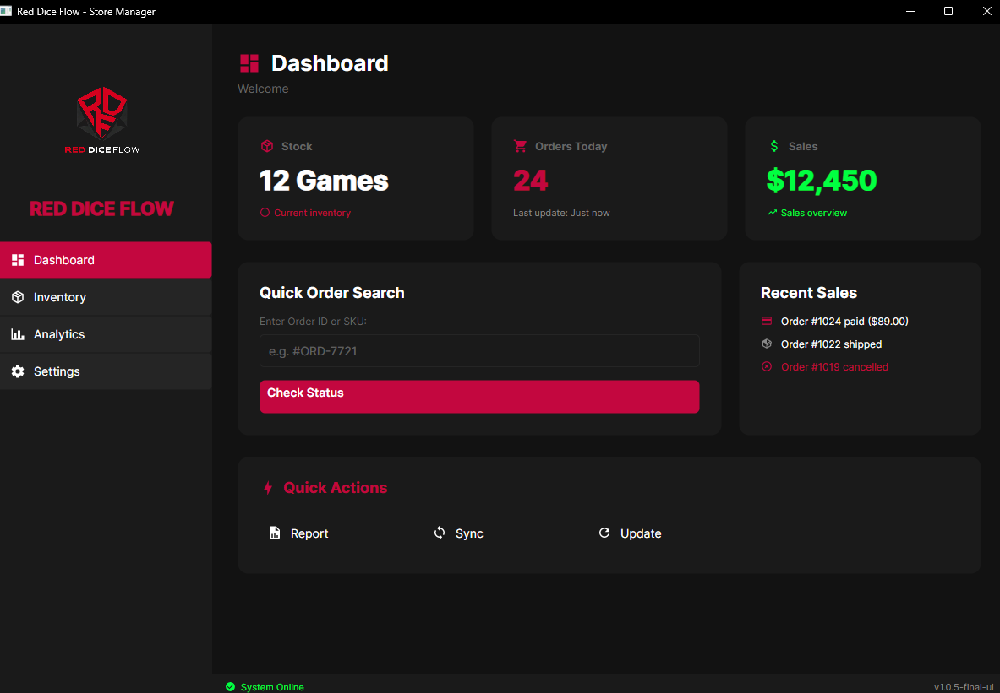 Red Dice Flow - Store Manager
RDF
RED DICE FLOW
RED DICE FLOW
Dashboard
Inventory
Analytics
Settings
Dashboard
Welcome
Stock
12 Games
Current inventory
Orders Today
24
Last update: Just now
Sales
$12,450
Sales overview
Quick Order Search
Enter Order ID or SKU:
e.g. #ORD-7721
Check Status
Recent Sales
Order #1024 paid ($89.00)
Order #1022 shipped
Order #1019 cancelled
Quick Actions
Report
Sync
Update
System Online
v1.0.5-final-ui